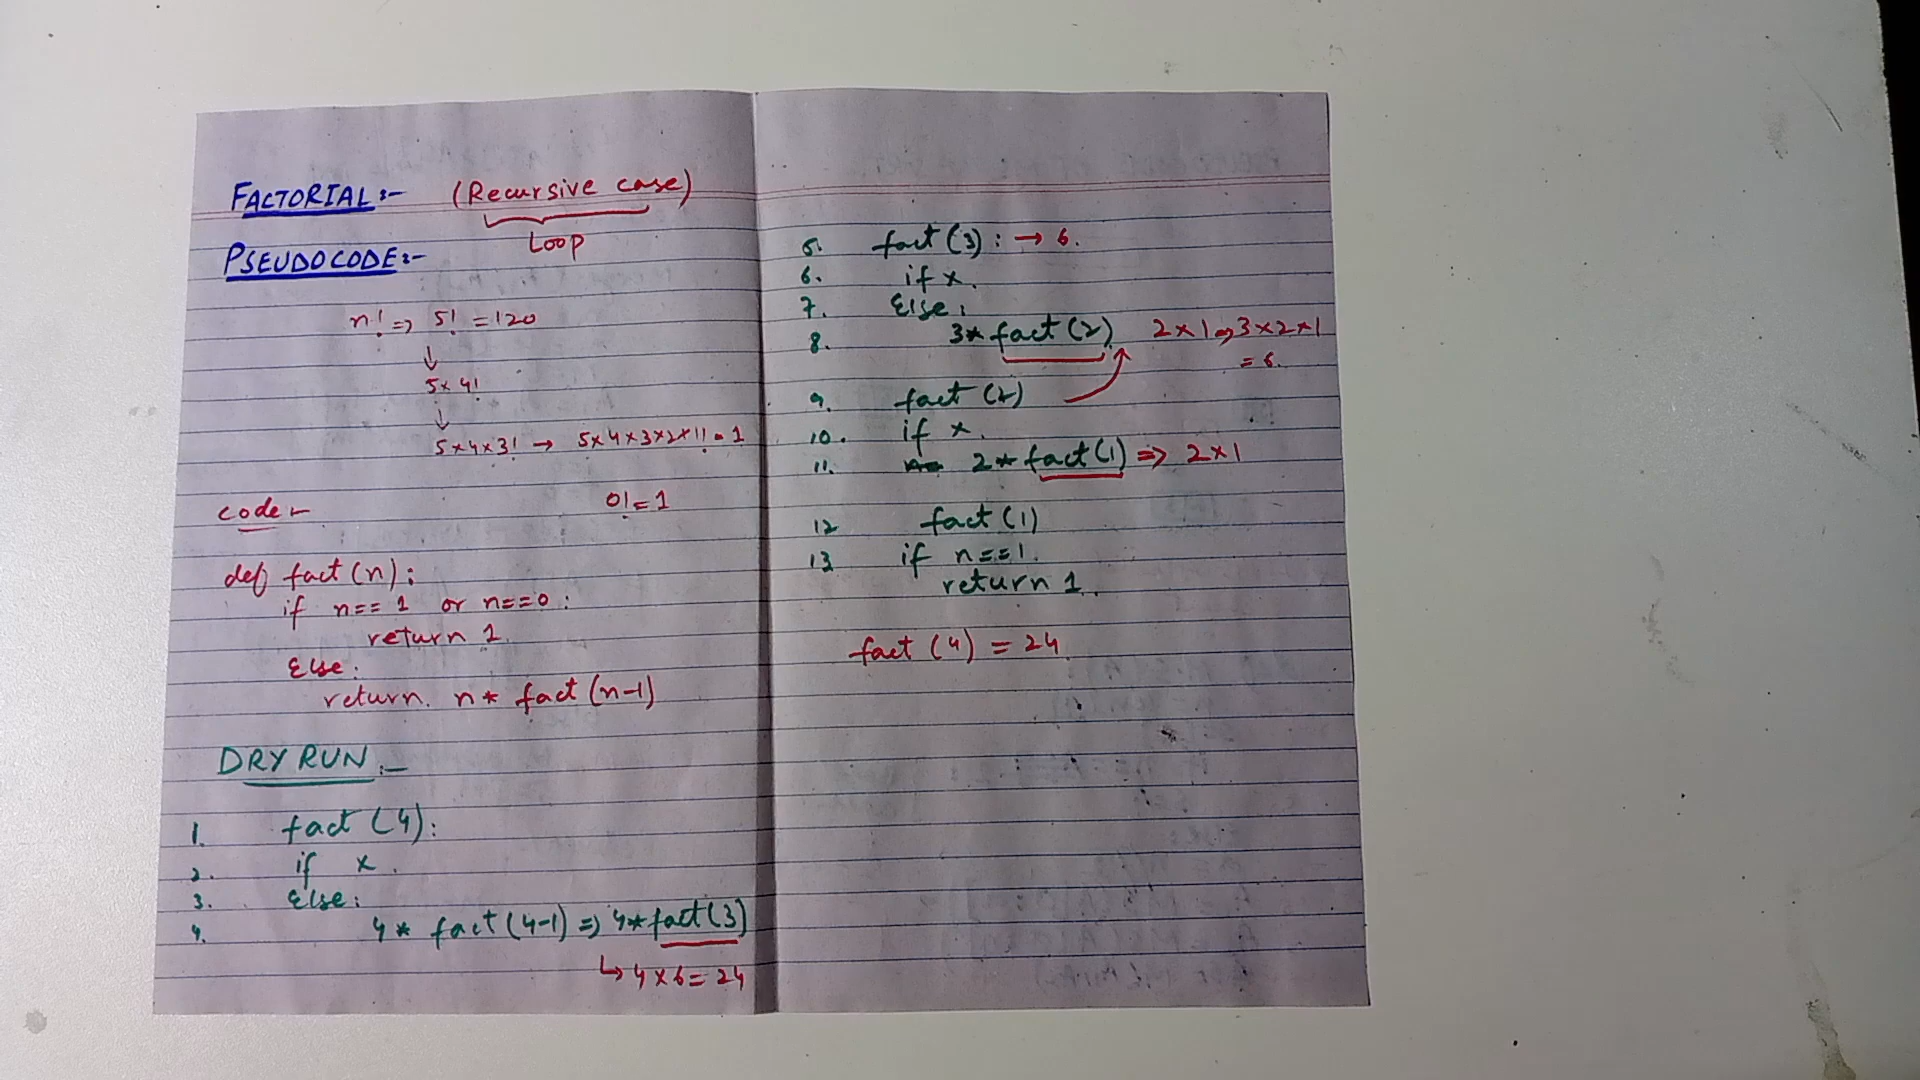 FACTORIAL:- (Recursive case)
Loop
PSEUDOCODE:-
n! => 5! = 120
↓
5x4!
↓
5x4x3! → 5x4x3x2x1! = 1
code:-
0! = 1
def fact(n):
if n==1 or n==0:
return 1.
Else:
return. n* fact(n-1)
DRY RUN:-
1. fact(4):
2. if x.
3. Else:
4. 4* fact(4-1) => 4*fact(3)
↳ 4x6=24
5. fact(3): → 6.
6. if x.
7. Else:
8. 3* fact(2) 2x1 => 3x2x1
= 6.
9. fact(2)
10. if x.
11. 2* fact(1) => 2x1
12 fact(1)
13 if n==1.
return 1.
fact(4) = 24